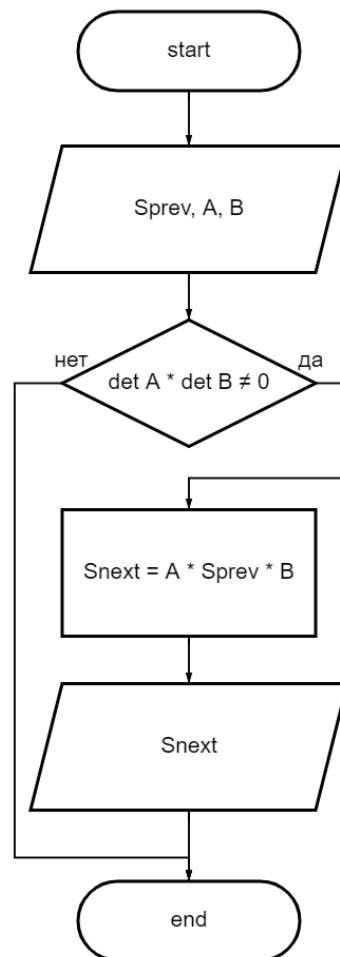 start
Sprev, A, B
нет
да
det A * det B ≠ 0
Snext = A * Sprev * B
Snext
end